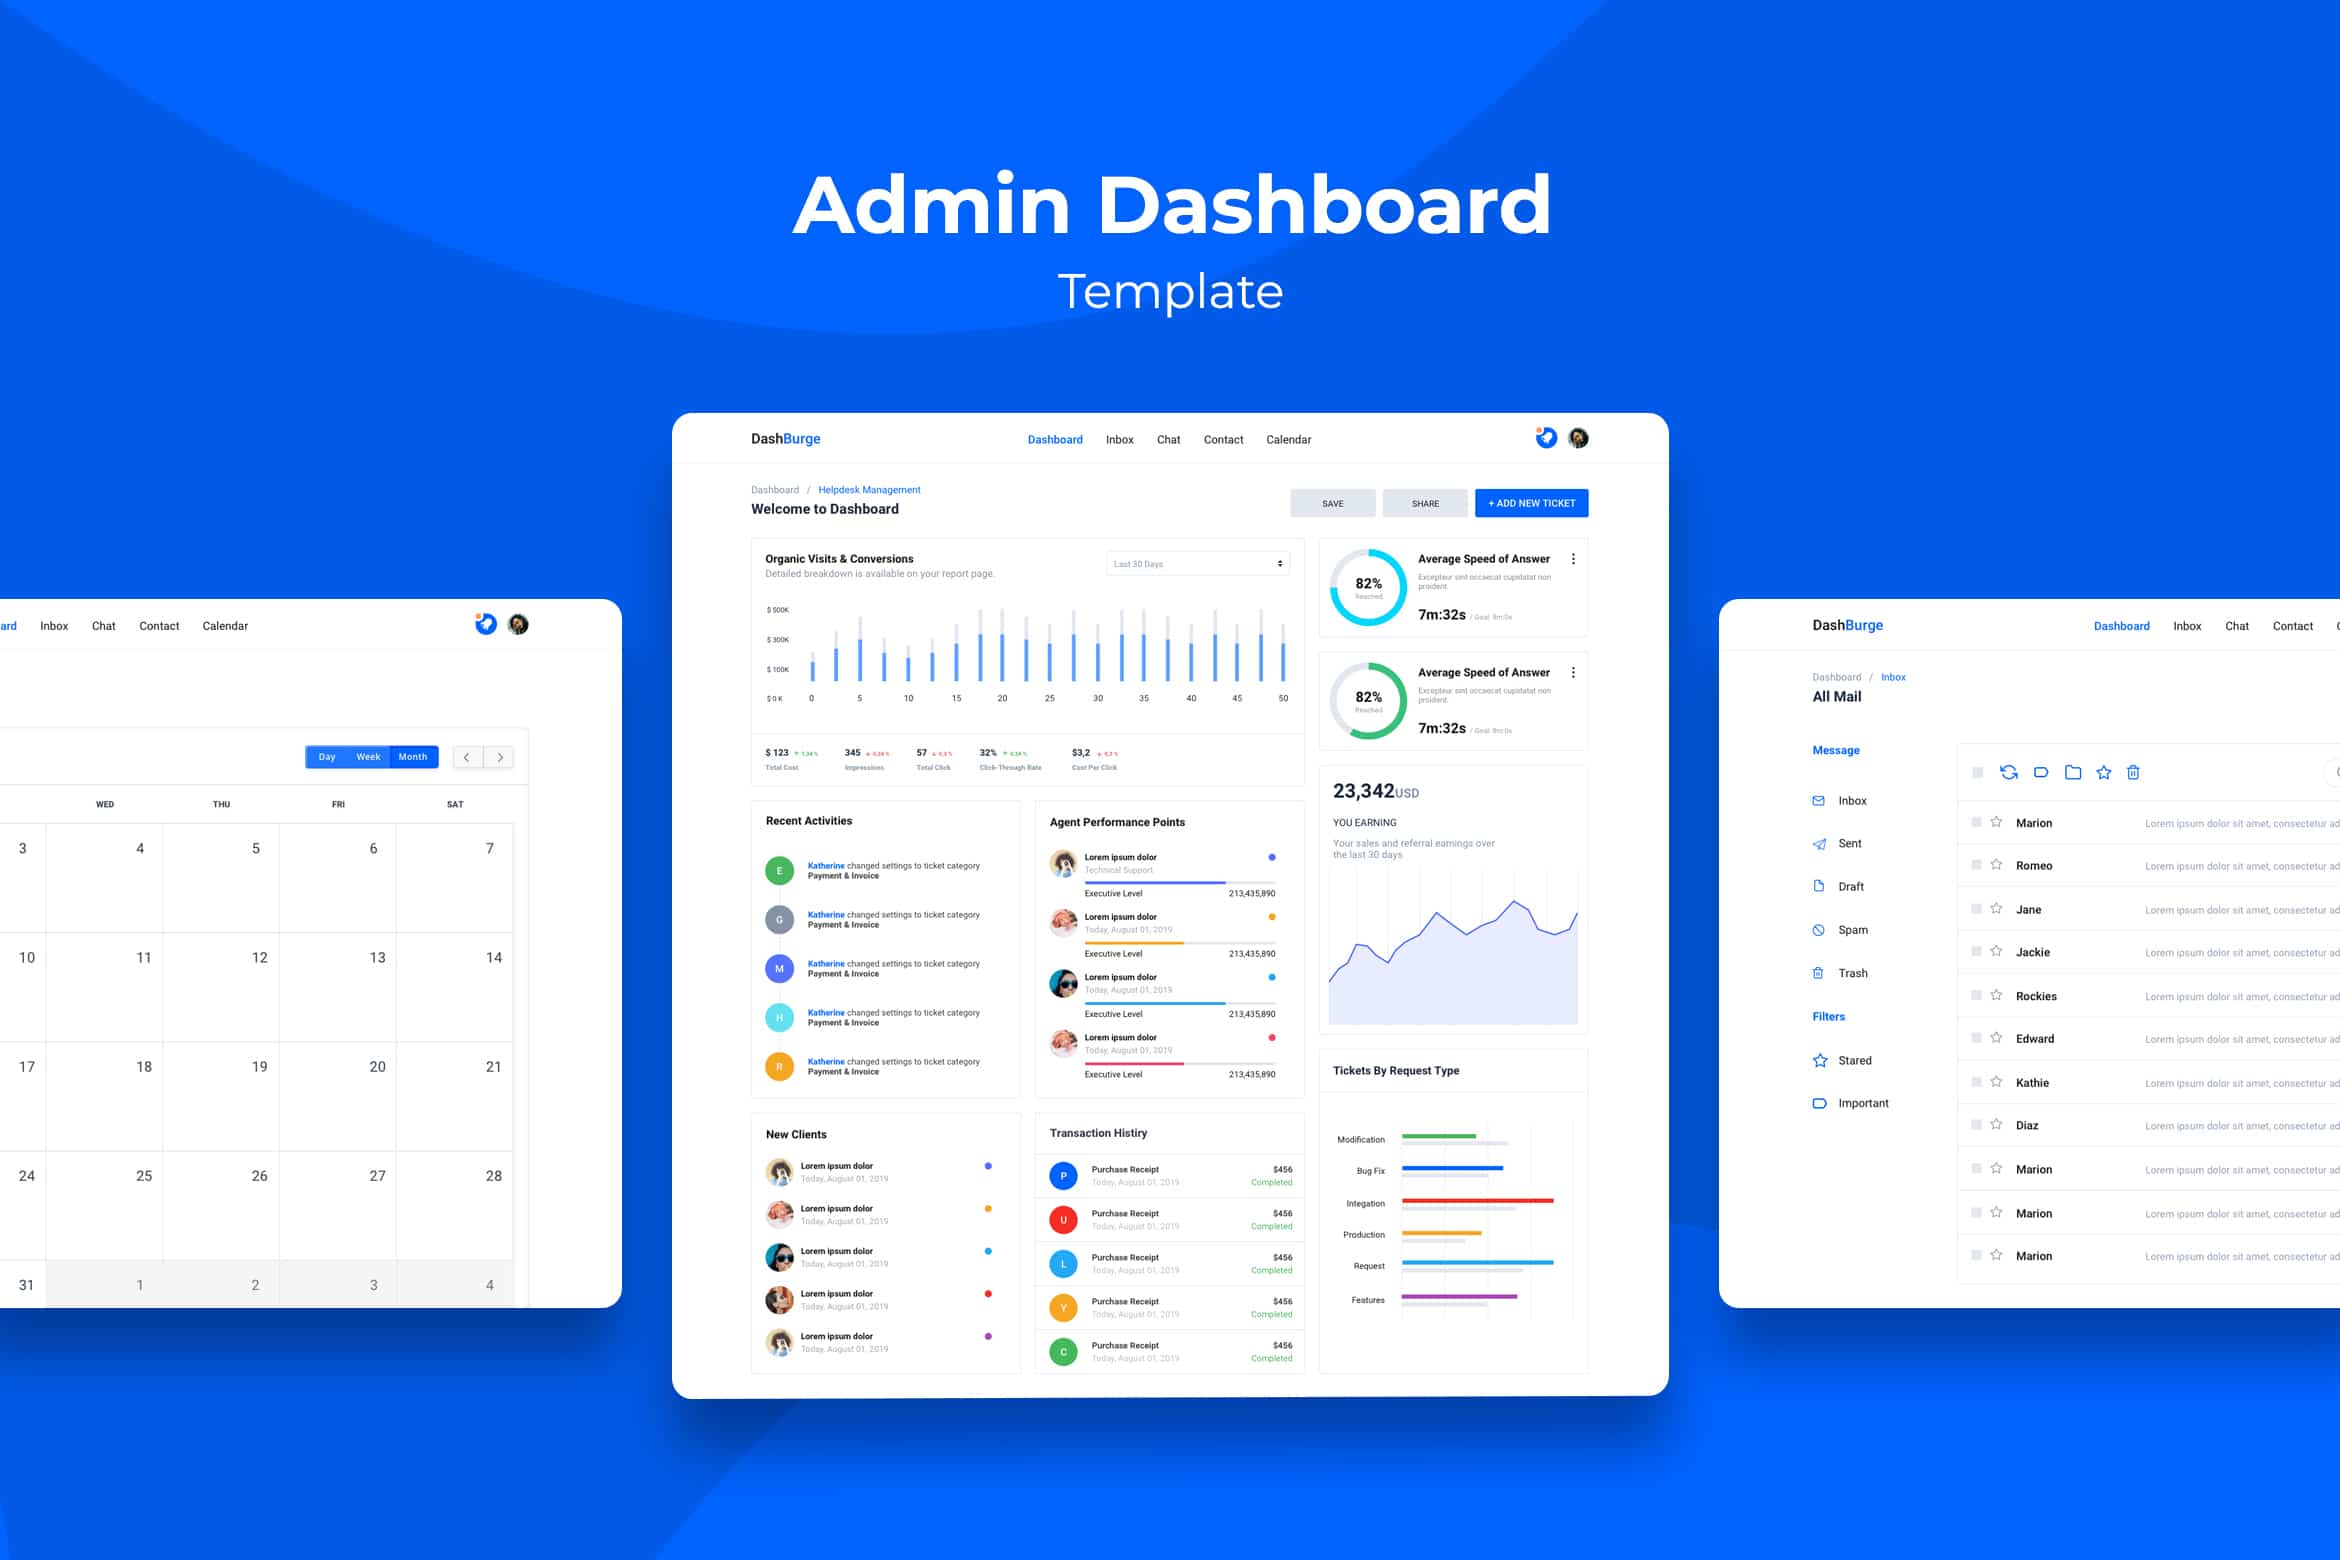 Admin Dashboard
Template
ard Inbox Chat Contact Calendar
Day Week Month
WED THU FRI SAT
3 4 5 6 7
10 11 12 13 14
17 18 19 20 21
24 25 26 27 28
31 1 2 3 4
DashBurge
Dashboard Inbox Chat Contact Calendar
Dashboard / Helpdesk Management
Welcome to Dashboard
SAVE SHARE + ADD NEW TICKET
Organic Visits & Conversions
Detailed breakdown is available on your report page.
Last 30 Days
$ 500K
$ 300K
$ 100K
$ 0 K
0 5 10 15 20 25 30 35 40 45 50
$ 123 1,34 % 345 0,24 % 57 0,3 % 32% 0,34 % $3,2 0,3 %
Total Cost Impressions Total Click Click-Through Rate Cost Per Click
82%
Reached
Average Speed of Answer
Excepteur sint occaecat cupidatat non
proident.
7m:32s / Goal: 8m:0s
82%
Reached
Average Speed of Answer
Excepteur sint occaecat cupidatat non
proident.
7m:32s / Goal: 8m:0s
23,342USD
YOU EARNING
Your sales and referral earnings over
the last 30 days
Recent Activities
E Katherine changed settings to ticket category
Payment & Invoice
G Katherine changed settings to ticket category
Payment & Invoice
M Katherine changed settings to ticket category
Payment & Invoice
H Katherine changed settings to ticket category
Payment & Invoice
R Katherine changed settings to ticket category
Payment & Invoice
Agent Performance Points
Lorem ipsum dolor
Technical Support
Executive Level 213,435,890
Lorem ipsum dolor
Today, August 01, 2019
Executive Level 213,435,890
Lorem ipsum dolor
Today, August 01, 2019
Executive Level 213,435,890
Lorem ipsum dolor
Today, August 01, 2019
Executive Level 213,435,890
New Clients
Lorem ipsum dolor
Today, August 01, 2019
Lorem ipsum dolor
Today, August 01, 2019
Lorem ipsum dolor
Today, August 01, 2019
Lorem ipsum dolor
Today, August 01, 2019
Lorem ipsum dolor
Today, August 01, 2019
Transaction Histiry
P Purchase Receipt $456
Today, August 01, 2019 Completed
U Purchase Receipt $456
Today, August 01, 2019 Completed
L Purchase Receipt $456
Today, August 01, 2019 Completed
Y Purchase Receipt $456
Today, August 01, 2019 Completed
C Purchase Receipt $456
Today, August 01, 2019 Completed
Tickets By Request Type
Modification
Bug Fix
Integation
Production
Request
Features
DashBurge
Dashboard Inbox Chat Contact
Dashboard / Inbox
All Mail
Message
Inbox
Sent
Draft
Spam
Trash
Filters
Stared
Important
Marion Lorem ipsum dolor sit amet, consectetur ad
Romeo Lorem ipsum dolor sit amet, consectetur ad
Jane Lorem ipsum dolor sit amet, consectetur ad
Jackie Lorem ipsum dolor sit amet, consectetur ad
Rockies Lorem ipsum dolor sit amet, consectetur ad
Edward Lorem ipsum dolor sit amet, consectetur ad
Kathie Lorem ipsum dolor sit amet, consectetur ad
Diaz Lorem ipsum dolor sit amet, consectetur ad
Marion Lorem ipsum dolor sit amet, consectetur ad
Marion Lorem ipsum dolor sit amet, consectetur ad
Marion Lorem ipsum dolor sit amet, consectetur ad